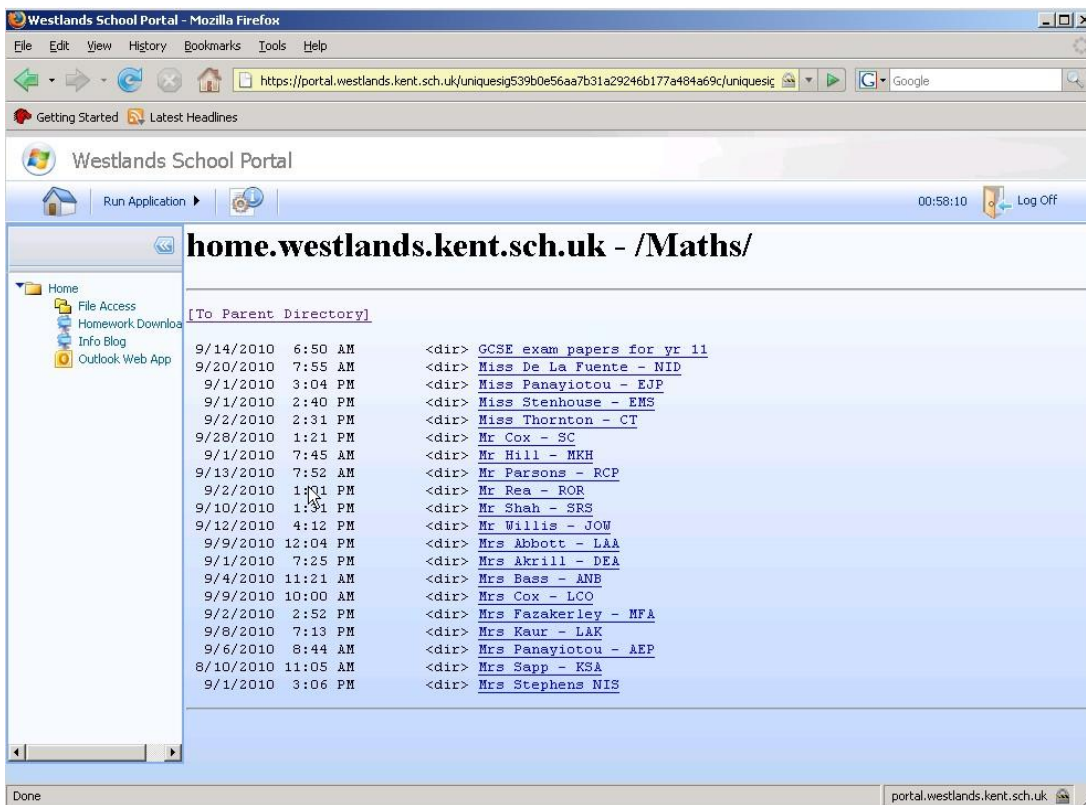 Westlands School Portal - Mozilla Firefox
File Edit View History Bookmarks Tools Help
https://portal.westlands.kent.sch.uk/uniquesig539b0e56aa7b31a29246b177a484a69c/uniquesig
G Google
Getting Started Latest Headlines
Westlands School Portal
Run Application 00:58:10 Log Off
home.westlands.kent.sch.uk - /Maths/
Home
File Access
Homework Downloa
Info Blog
Outlook Web App
[To Parent Directory]
9/14/2010 6:50 AM <dir> GCSE exam papers for yr 11
9/20/2010 7:55 AM <dir> Miss De La Fuente - NID
9/1/2010 3:04 PM <dir> Miss Panayiotou - EJP
9/1/2010 2:40 PM <dir> Miss Stenhouse - EMS
9/2/2010 2:31 PM <dir> Miss Thornton - CT
9/28/2010 1:21 PM <dir> Mr Cox - SC
9/1/2010 7:45 AM <dir> Mr Hill - MKH
9/13/2010 7:52 AM <dir> Mr Parsons - RCP
9/2/2010 1:01 PM <dir> Mr Rea - ROR
9/10/2010 1:31 PM <dir> Mr Shah - SRS
9/12/2010 4:12 PM <dir> Mr Willis - JOW
9/9/2010 12:04 PM <dir> Mrs Abbott - LAA
9/1/2010 7:25 PM <dir> Mrs Akrill - DEA
9/4/2010 11:21 AM <dir> Mrs Bass - ANB
9/9/2010 10:00 AM <dir> Mrs Cox - LCO
9/2/2010 2:52 PM <dir> Mrs Fazakerley - MFA
9/8/2010 7:13 PM <dir> Mrs Kaur - LAK
9/6/2010 8:44 AM <dir> Mrs Panayiotou - AEP
8/10/2010 11:05 AM <dir> Mrs Sapp - KSA
9/1/2010 3:06 PM <dir> Mrs Stephens NIS
Done portal.westlands.kent.sch.uk